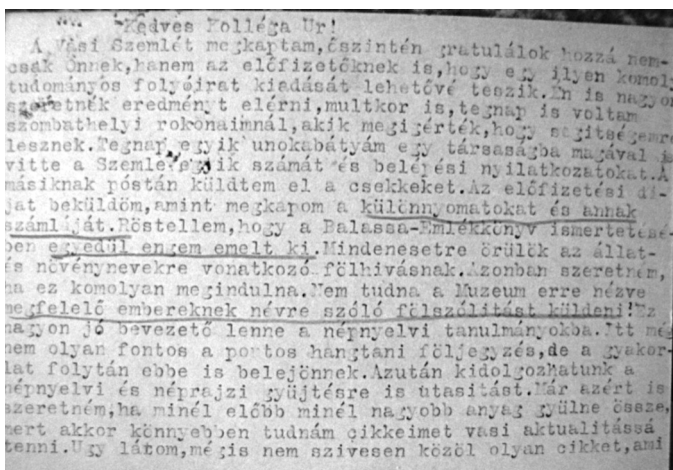 Kedves Kolléga Ur!
A Vasi Szemlét megkaptam, őszintén gratulálok hozzá nem-
csak Önnek,hanem az előfizetőknek is,hogy egy ilyen komoly
tudományos folyóirat kiadását lehetővé teszik.Én is nagyon
szeretnék eredményt elérni,multkor is,tegnap is voltam
szombathelyi rokonaimnál,akik megigérték,hogy segitségemre
lesznek.Tegnap egyik unokabátyám egy társaságba magával is
vitte a Szemle egyik számát és belépési nyilatkozatokat.A
másiknak postán küldtem el a csekkeket.Az előfizetési di-
jat beküldöm,amint megkapom a különnyomatokat és annak
számláját.Röstellem,hogy a Balassa-Emlékkönyv ismerteté
ben egyedül engem emelt ki.Mindenesetre örülök az állat-
és növénynevekre vonatkozó fölhivásnak.Azonban szeretném,
ha ez komolyan megindulna.Nem tudna a Muzeum erre nézve
megfelelő embereknek névre szóló fölszólitást küldeni!Ez
nagyon jó bevezető lenne a népnyelvi tanulmányokba.Itt még
nem olyan fontos a pontos hangtani följegyzés,de a gyakor-
lat folytán ebbe is belejönnek.Azután kidolgozhatunk a
népnyelvi és néprajzi gyüjtésre is utasitást.Már azért is
szeretném,ha minél előbb minél nagyobb anyag gyülne össze,
mert akkor könnyebben tudnám cikkeimet vasi aktualitássá
tenni.Ugy látom,mégis nem szivesen közöl olyan cikket,ami